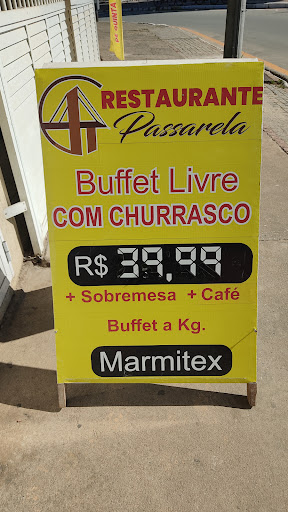 RESTAURANTE
Passarela
Buffet Livre
COM CHURRASCO
R$ 39,99
+ Sobremesa + Café
Buffet a Kg.
Marmitex